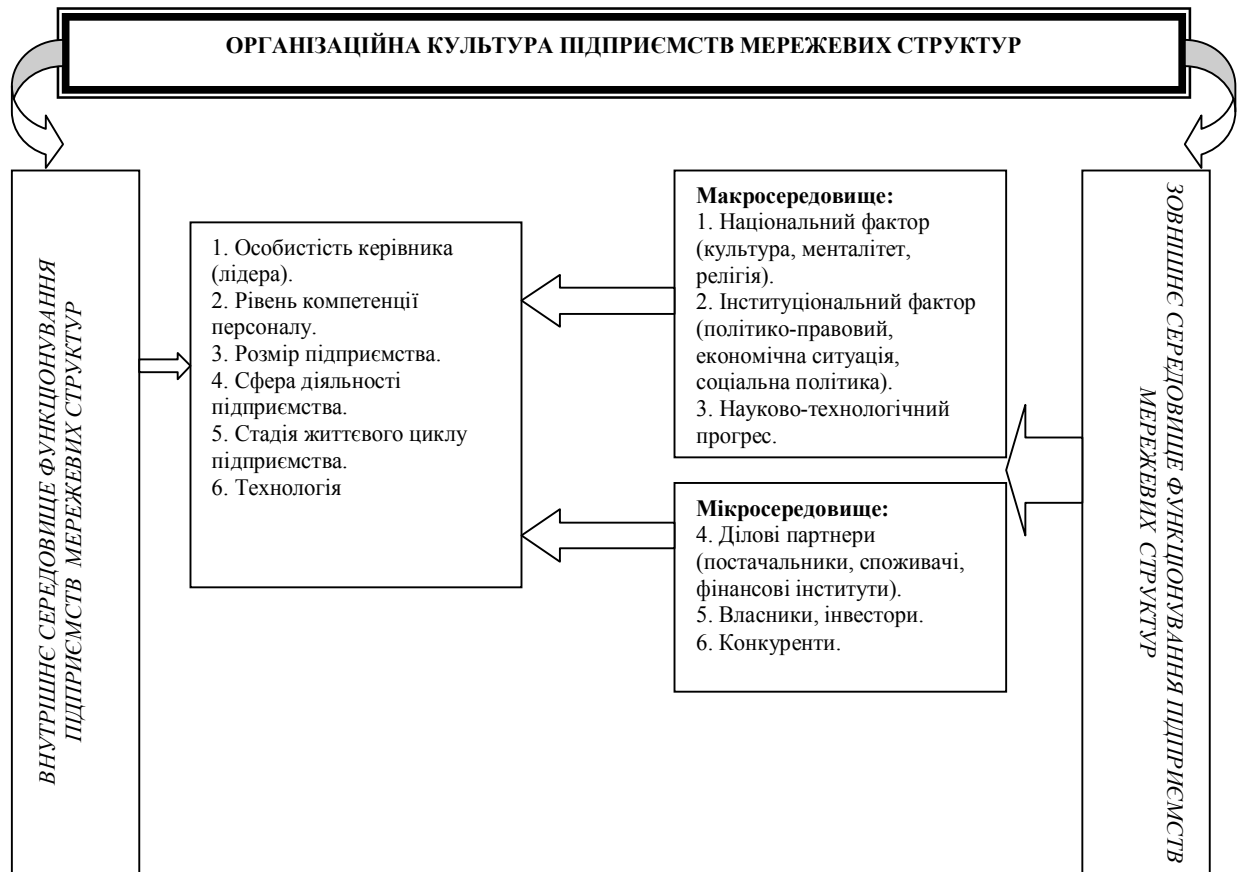 ОРГАНІЗАЦІЙНА КУЛЬТУРА ПІДПРИЄМСТВ МЕРЕЖЕВИХ СТРУКТУР
ВНУТРІШНЄ СЕРЕДОВИЩЕ ФУНКЦІОНУВАННЯ
ПІДПРИЄМСТВ МЕРЕЖЕВИХ СТРУКТУР
1. Особистість керівника
(лідера).
2. Рівень компетенції
персоналу.
3. Розмір підприємства.
4. Сфера діяльності
підприємства.
5. Стадія життєвого циклу
підприємства.
6. Технологія
Макросередовище:
1. Національний фактор
(культура, менталітет,
релігія).
2. Інституціональний фактор
(політико-правовий,
економічна ситуація,
соціальна політика).
3. Науково-технологічний
прогрес.
Мікросередовище:
4. Ділові партнери
(постачальники, споживачі,
фінансові інститути).
5. Власники, інвестори.
6. Конкуренти.
ЗОВНІШНЄ СЕРЕДОВИЩЕ ФУНКЦІОНУВАННЯ ПІДПРИЄМСТВ
МЕРЕЖЕВИХ СТРУКТУР